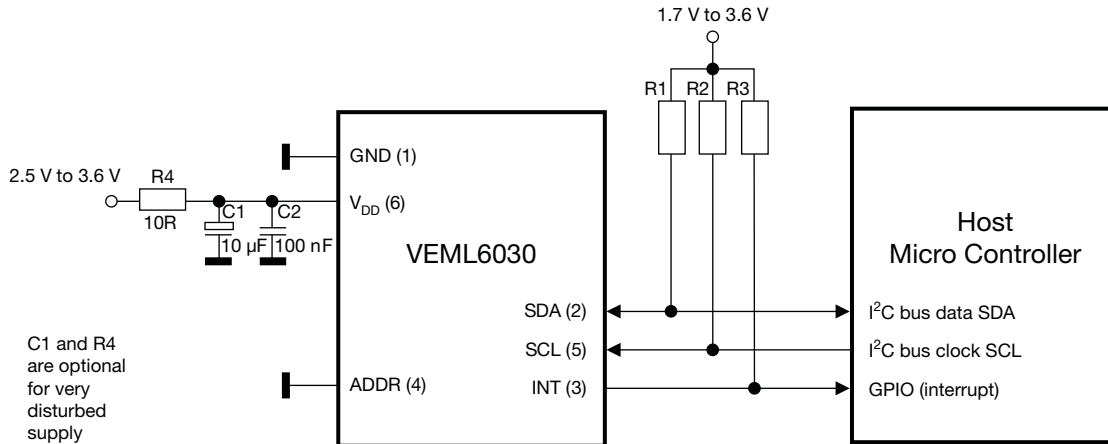 1.7 V to 3.6 V
R1 R2 R3
GND (1)
2.5 V to 3.6 V
R4
10R
C1
10 µF
C2
100 nF
V_DD (6)
VEML6030
Host
Micro Controller
SDA (2)
I²C bus data SDA
SCL (5)
I²C bus clock SCL
INT (3)
GPIO (interrupt)
ADDR (4)
C1 and R4
are optional
for very
disturbed
supply